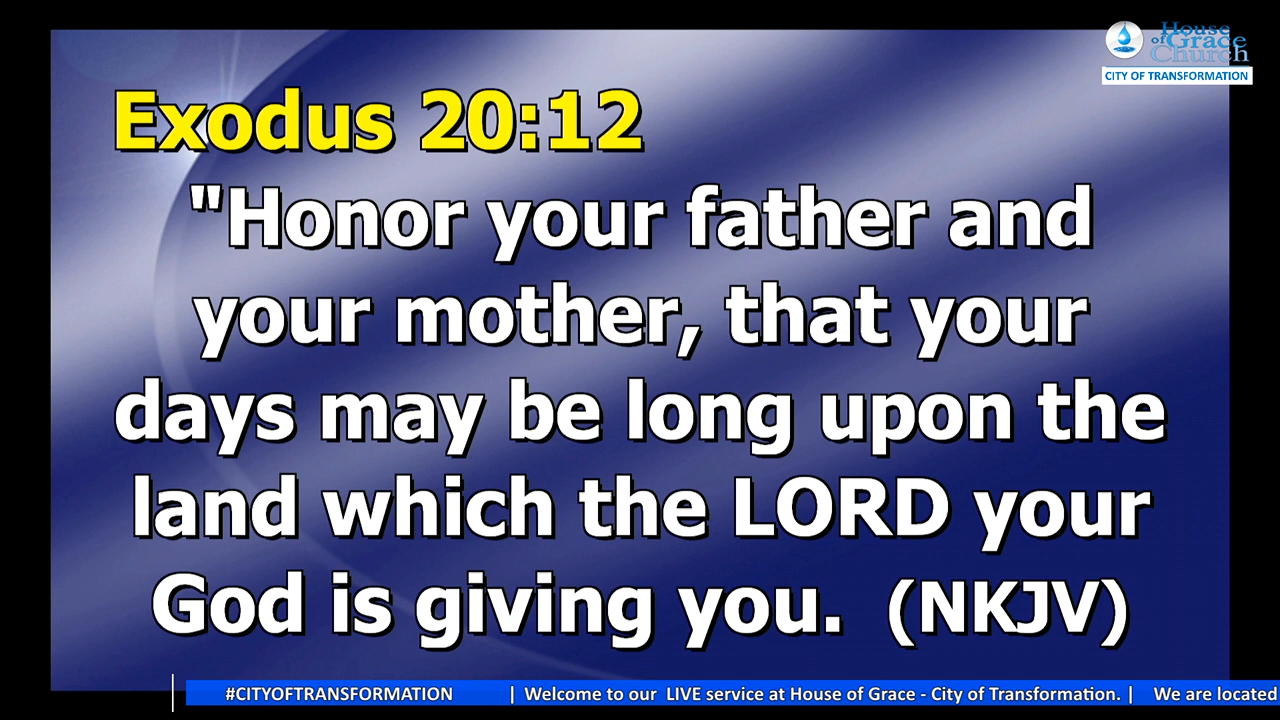 House
of Grace
Church
CITY OF TRANSFORMATION
Exodus 20:12
"Honor your father and
your mother, that your
days may be long upon the
land which the LORD your
God is giving you.  (NKJV)
#CITYOFTRANSFORMATION | Welcome to our LIVE service at House of Grace - City of Transformation. | We are located